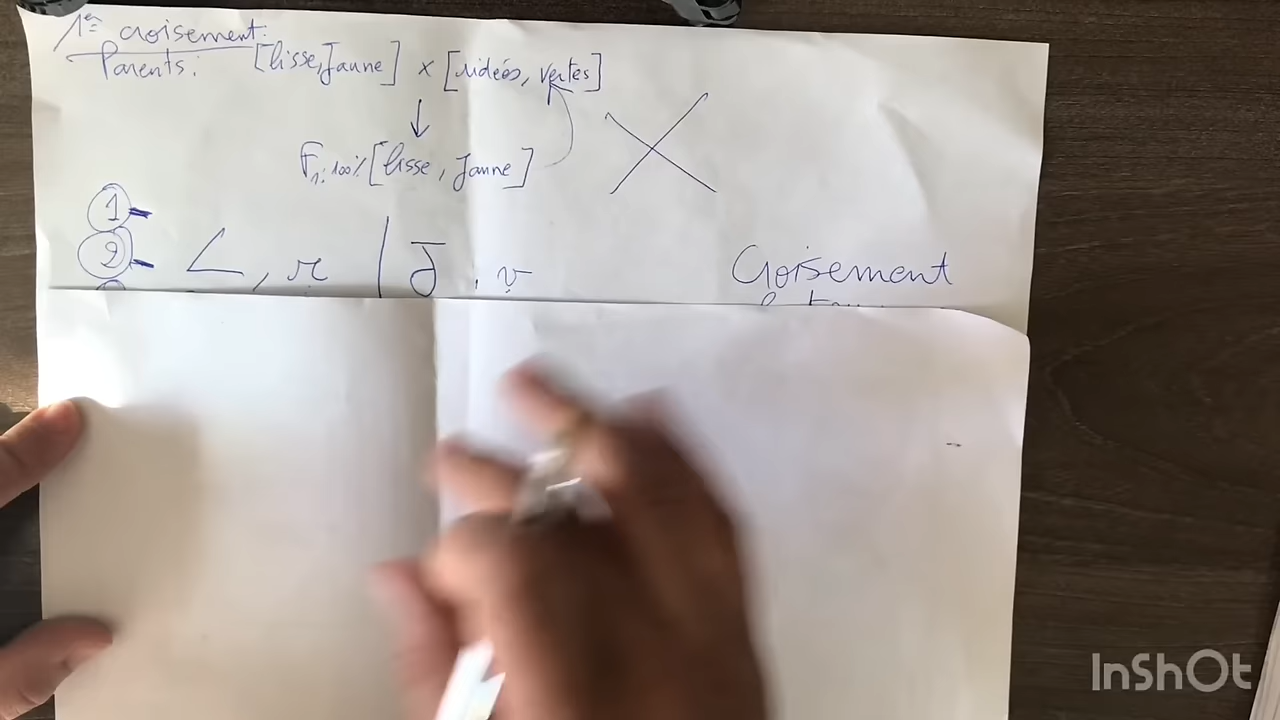 1er croisement:
Parents: [lisse, Jaune] x [ridées, vertes]
F1: 100% [lisse, Jaune]
1 -
2 - L, r | J, v
Croisement
InShOt